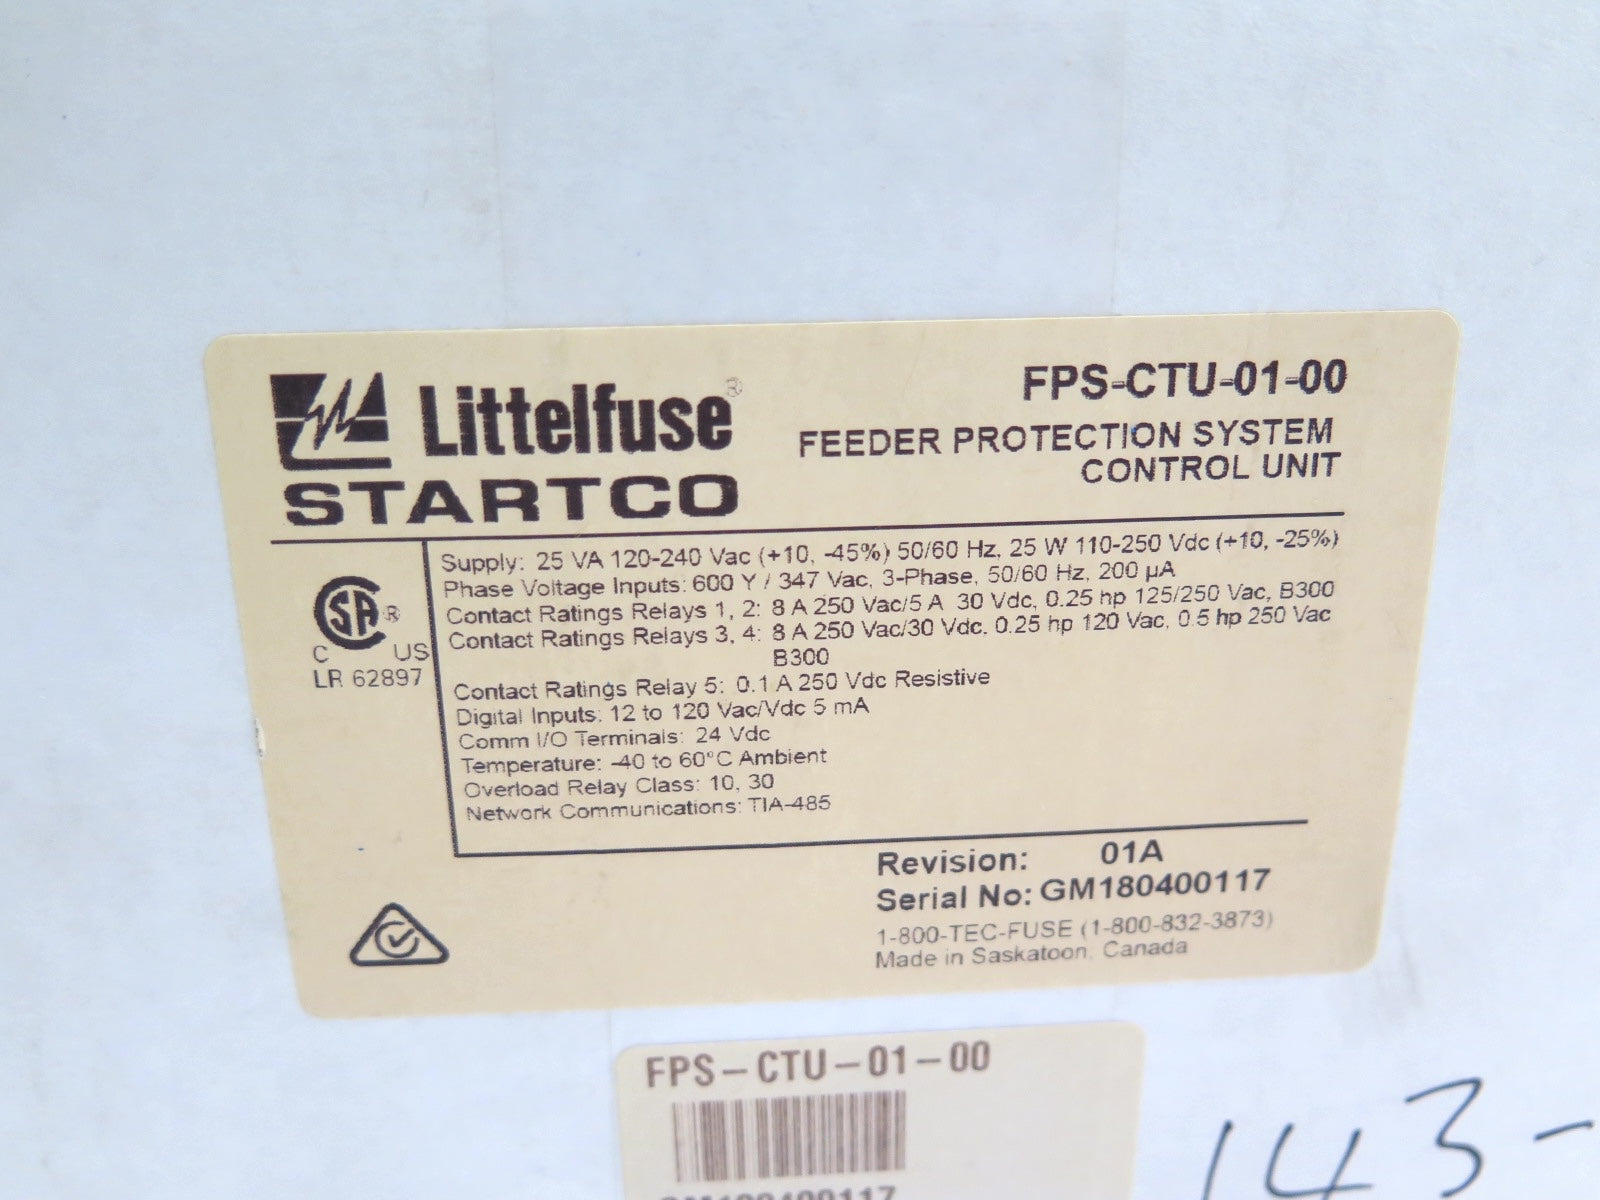 Littelfuse®
STARTCO
FPS-CTU-01-00
FEEDER PROTECTION SYSTEM
CONTROL UNIT
Supply: 25 VA 120-240 Vac (+10, -45%) 50/60 Hz, 25 W 110-250 Vdc (+10, -25%)
Phase Voltage Inputs: 600 Y / 347 Vac, 3-Phase, 50/60 Hz, 200 µA
Contact Ratings Relays 1, 2: 8 A 250 Vac/5 A 30 Vdc, 0.25 hp 125/250 Vac, B300
Contact Ratings Relays 3, 4: 8 A 250 Vac/30 Vdc, 0.25 hp 120 Vac, 0.5 hp 250 Vac
B300
Contact Ratings Relay 5: 0.1 A 250 Vdc Resistive
Digital Inputs: 12 to 120 Vac/Vdc 5 mA
Comm I/O Terminals: 24 Vdc
Temperature: -40 to 60°C Ambient
Overload Relay Class: 10, 30
Network Communications: TIA-485
SA ®
C US
LR 62897
Revision: 01A
Serial No: GM180400117
1-800-TEC-FUSE (1-800-832-3873)
Made in Saskatoon, Canada
FPS-CTU-01-00
GM180400117
143-